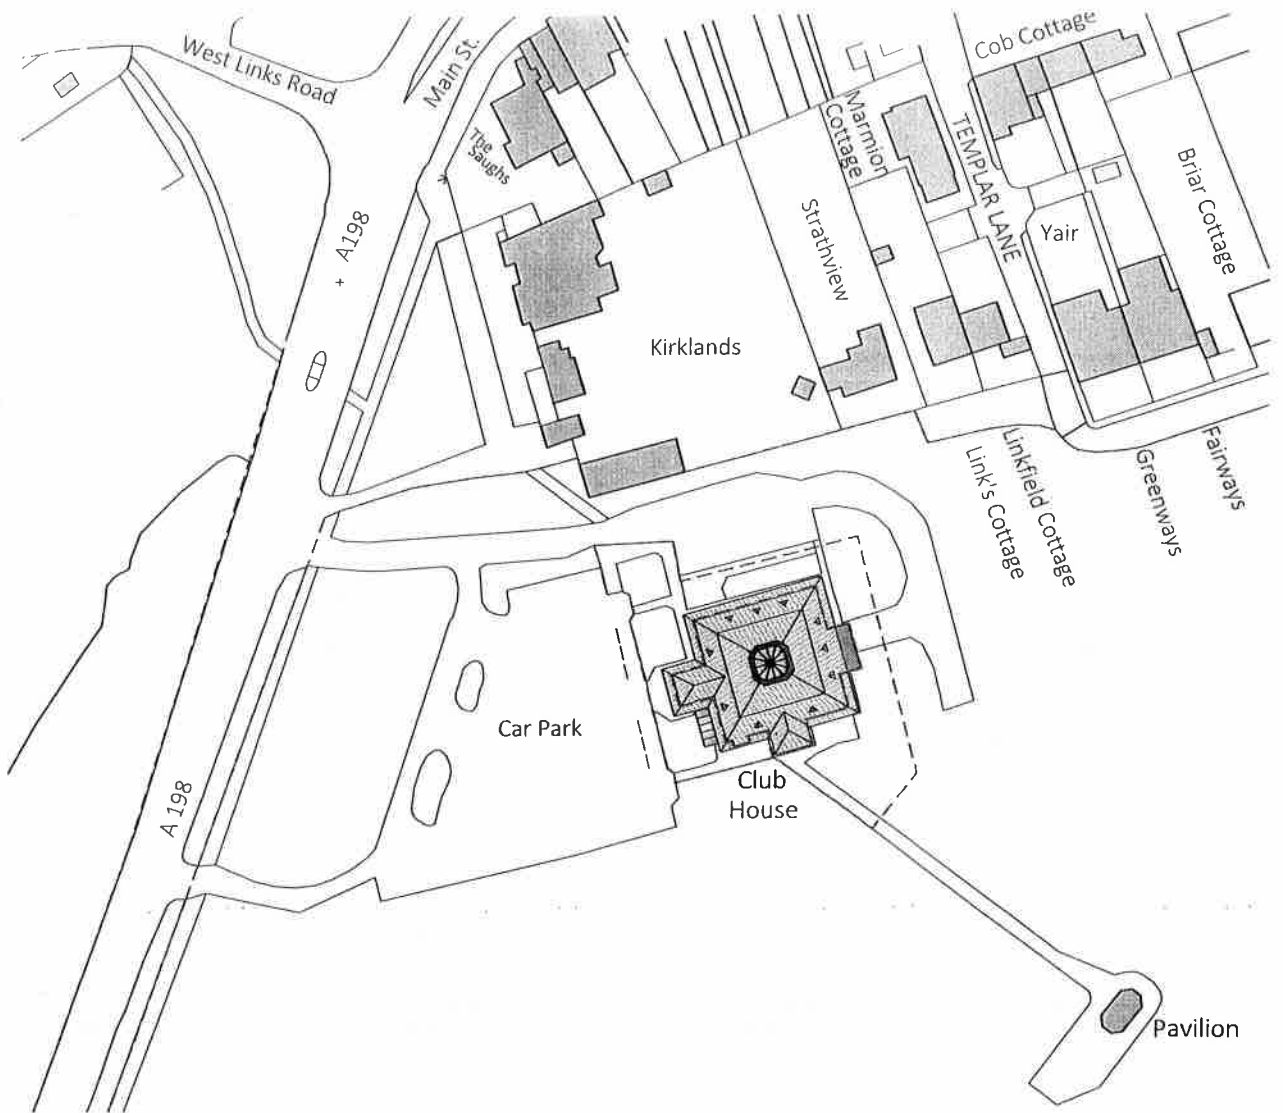 Cob Cottage
West Links Road
Main St.
The
Saughs
Marmion
Cottage
TEMPLAR LANE
Briar Cottage
A198
Strathview
Yair
Kirklands
Link's Cottage
Linkfield Cottage
Greenways
Fairways
Car Park
Club
House
A 198
Pavilion